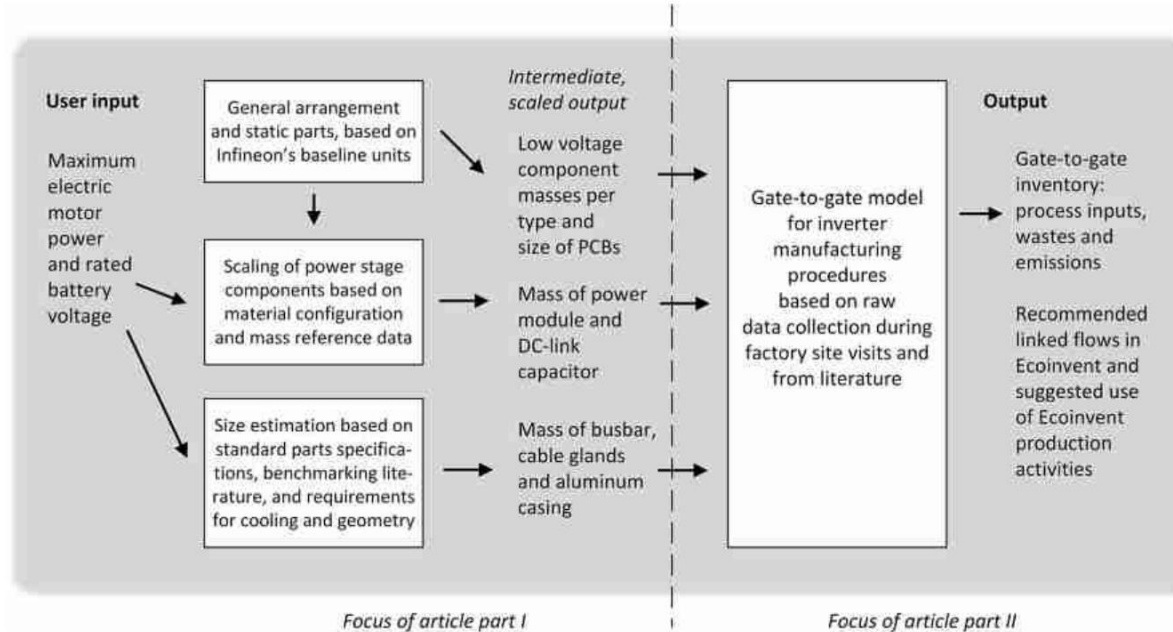 User input
Maximum
electric
motor
power
and rated
battery
voltage
General arrangement
and static parts, based on
Infineon's baseline units
Scaling of power stage
components based on
material configuration
and mass reference data
Size estimation based on
standard parts specifica-
tions, benchmarking lite-
rature, and requirements
for cooling and geometry
Intermediate,
scaled output
Low voltage
component
masses per
type and
size of PCBs
Mass of power
module and
DC-link
capacitor
Mass of busbar,
cable glands
and aluminum
casing
Gate-to-gate model
for inverter
manufacturing
procedures
based on raw
data collection during
factory site visits and
from literature
Output
Gate-to-gate
inventory:
process inputs,
wastes and
emissions
Recommended
linked flows in
Ecoinvent and
suggested use
of Ecoinvent
production
activities
Focus of article part I
Focus of article part II